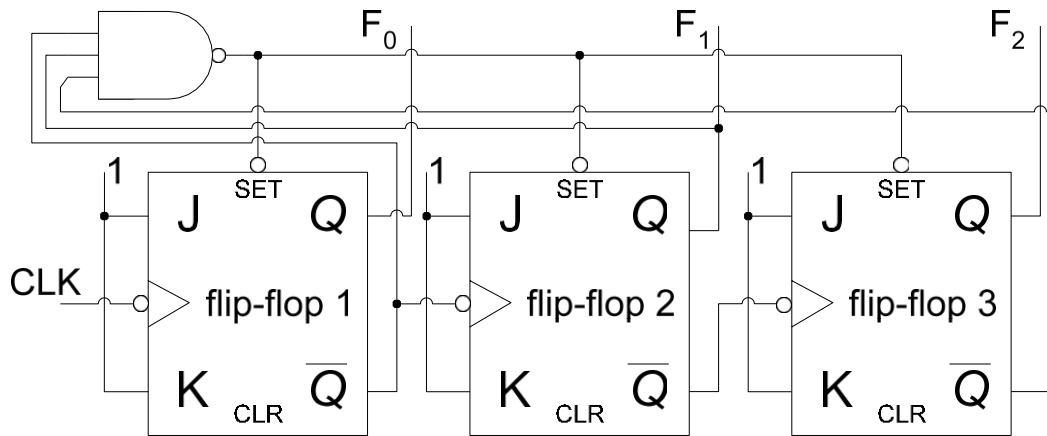 F0 F1 F2
1 SET 1 SET 1 SET
J Q J Q J Q
CLK flip-flop 1 flip-flop 2 flip-flop 3
K Q̅ K Q̅ K Q̅
CLR CLR CLR